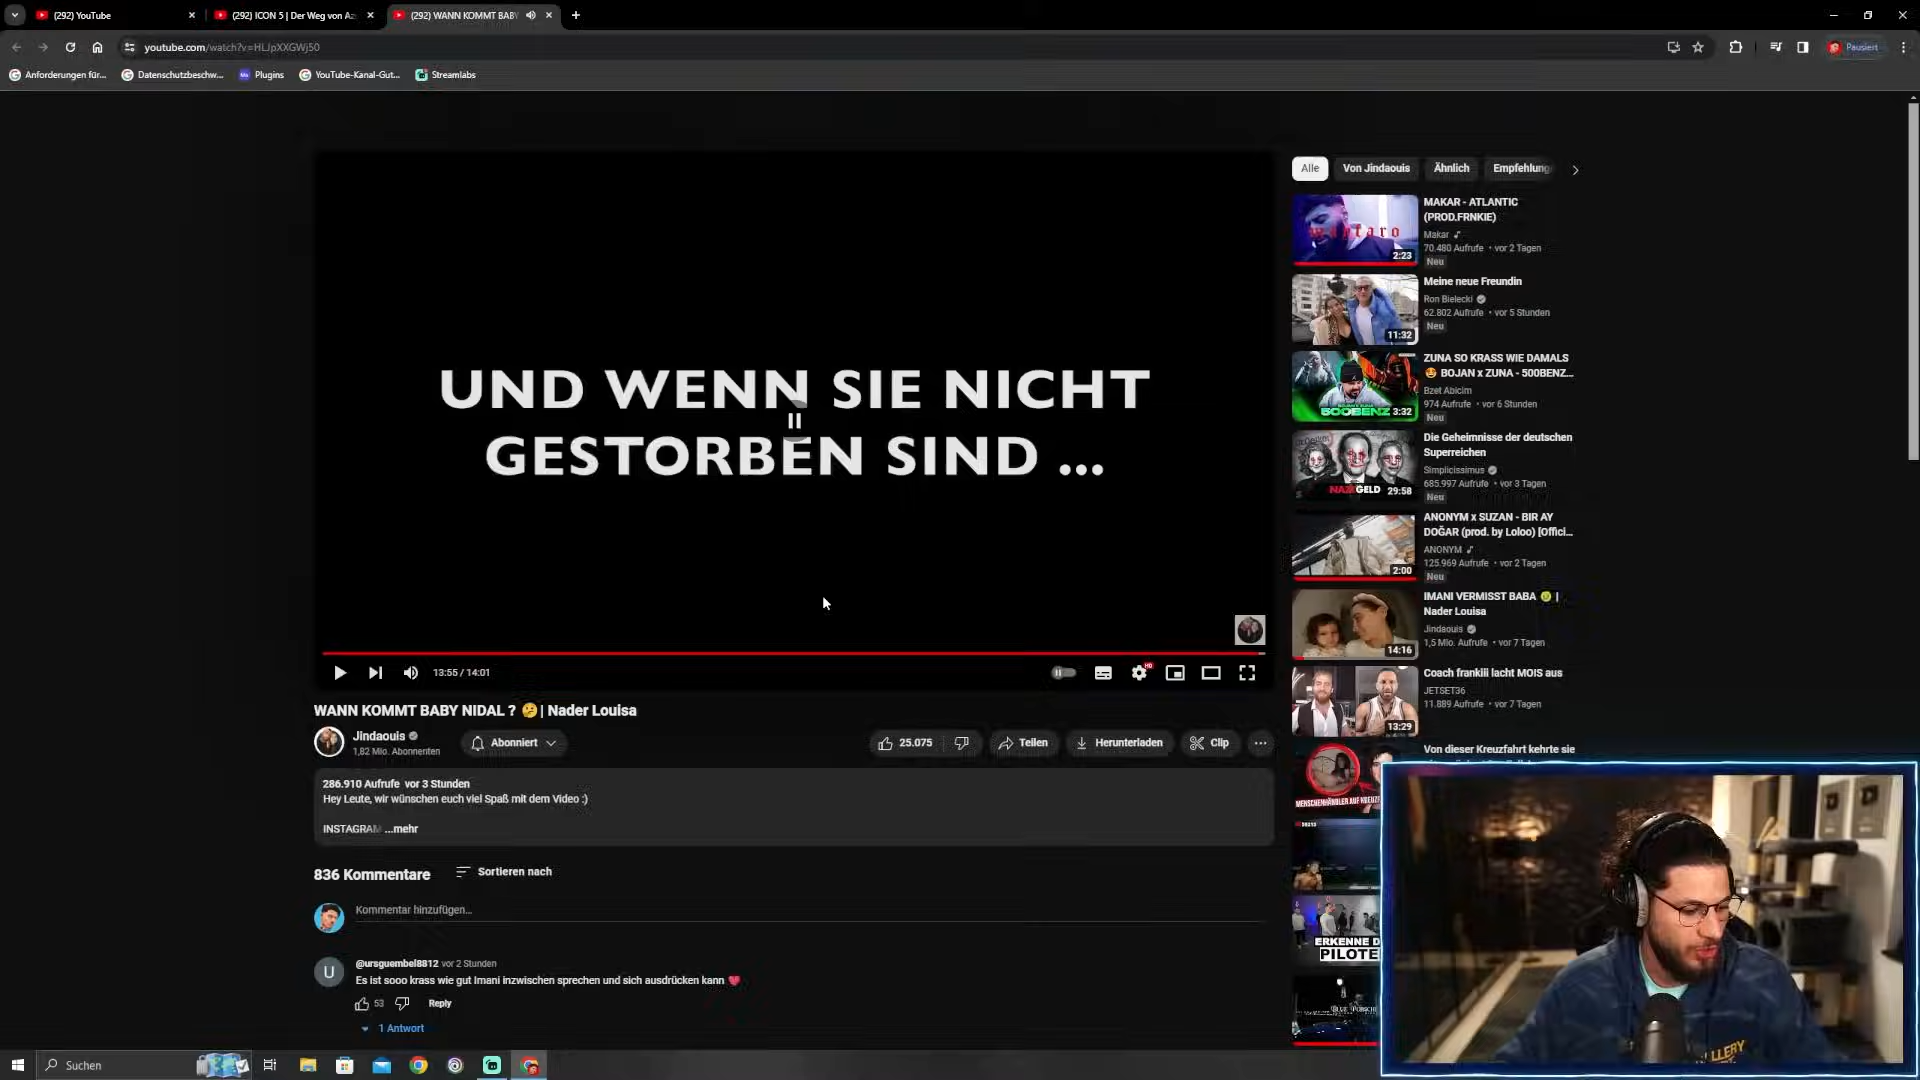 (292) YouTube
(292) ICON 5 | Der Weg von Az
(292) WANN KOMMT BABY
youtube.com/watch?v=HLJpXXGWj50
Pausiert
Anforderungen für...
Datenschutzbeschw...
Plugins
YouTube-Kanal-Gut...
Streamlabs
UND WENN SIE NICHT
GESTORBEN SIND ...
13:55 / 14:01
WANN KOMMT BABY NIDAL ? 🤔 | Nader Louisa
Jindaouis
1,82 Mio. Abonnenten
Abonniert
25.075
Teilen
Herunterladen
Clip
286.910 Aufrufe vor 3 Stunden
Hey Leute, wir wünschen euch viel Spaß mit dem Video :)
INSTAGRAM ...mehr
836 Kommentare
Sortieren nach
Kommentar hinzufügen...
U
@ursguembel8812 vor 2 Stunden
Es ist sooo krass wie gut Imani inzwischen sprechen und sich ausdrücken kann
53
Reply
1 Antwort
Alle
Von Jindaouis
Ähnlich
Empfehlung
2:23
MAKAR - ATLANTIC
(PROD.FRNKIE)
Makar
70.480 Aufrufe • vor 2 Tagen
Neu
11:32
Meine neue Freundin
Ron Bielecki
62.802 Aufrufe • vor 5 Stunden
Neu
500BENZ
3:32
ZUNA SO KRASS WIE DAMALS
🤩 BOJAN x ZUNA - 500BENZ...
Bzet Abicim
974 Aufrufe • vor 6 Stunden
Neu
29:58
Die Geheimnisse der deutschen
Superreichen
Simplicissimus
685.997 Aufrufe • vor 3 Tagen
Neu
2:00
ANONYM x SUZAN - BIR AY
DOĞAR (prod. by Loloo) [Offici...
ANONYM
125.969 Aufrufe • vor 2 Tagen
Neu
14:16
IMANI VERMISST BABA 🥹 |
Nader Louisa
Jindaouis
1,5 Mio. Aufrufe • vor 7 Tagen
13:29
Coach frankiii lacht MOIS aus
JETSET36
11.889 Aufrufe • vor 7 Tagen
Von dieser Kreuzfahrt kehrte sie
MENSCHENHÄNDLER AUF KREUZF
ERKENNE D
PILOTE
Suchen